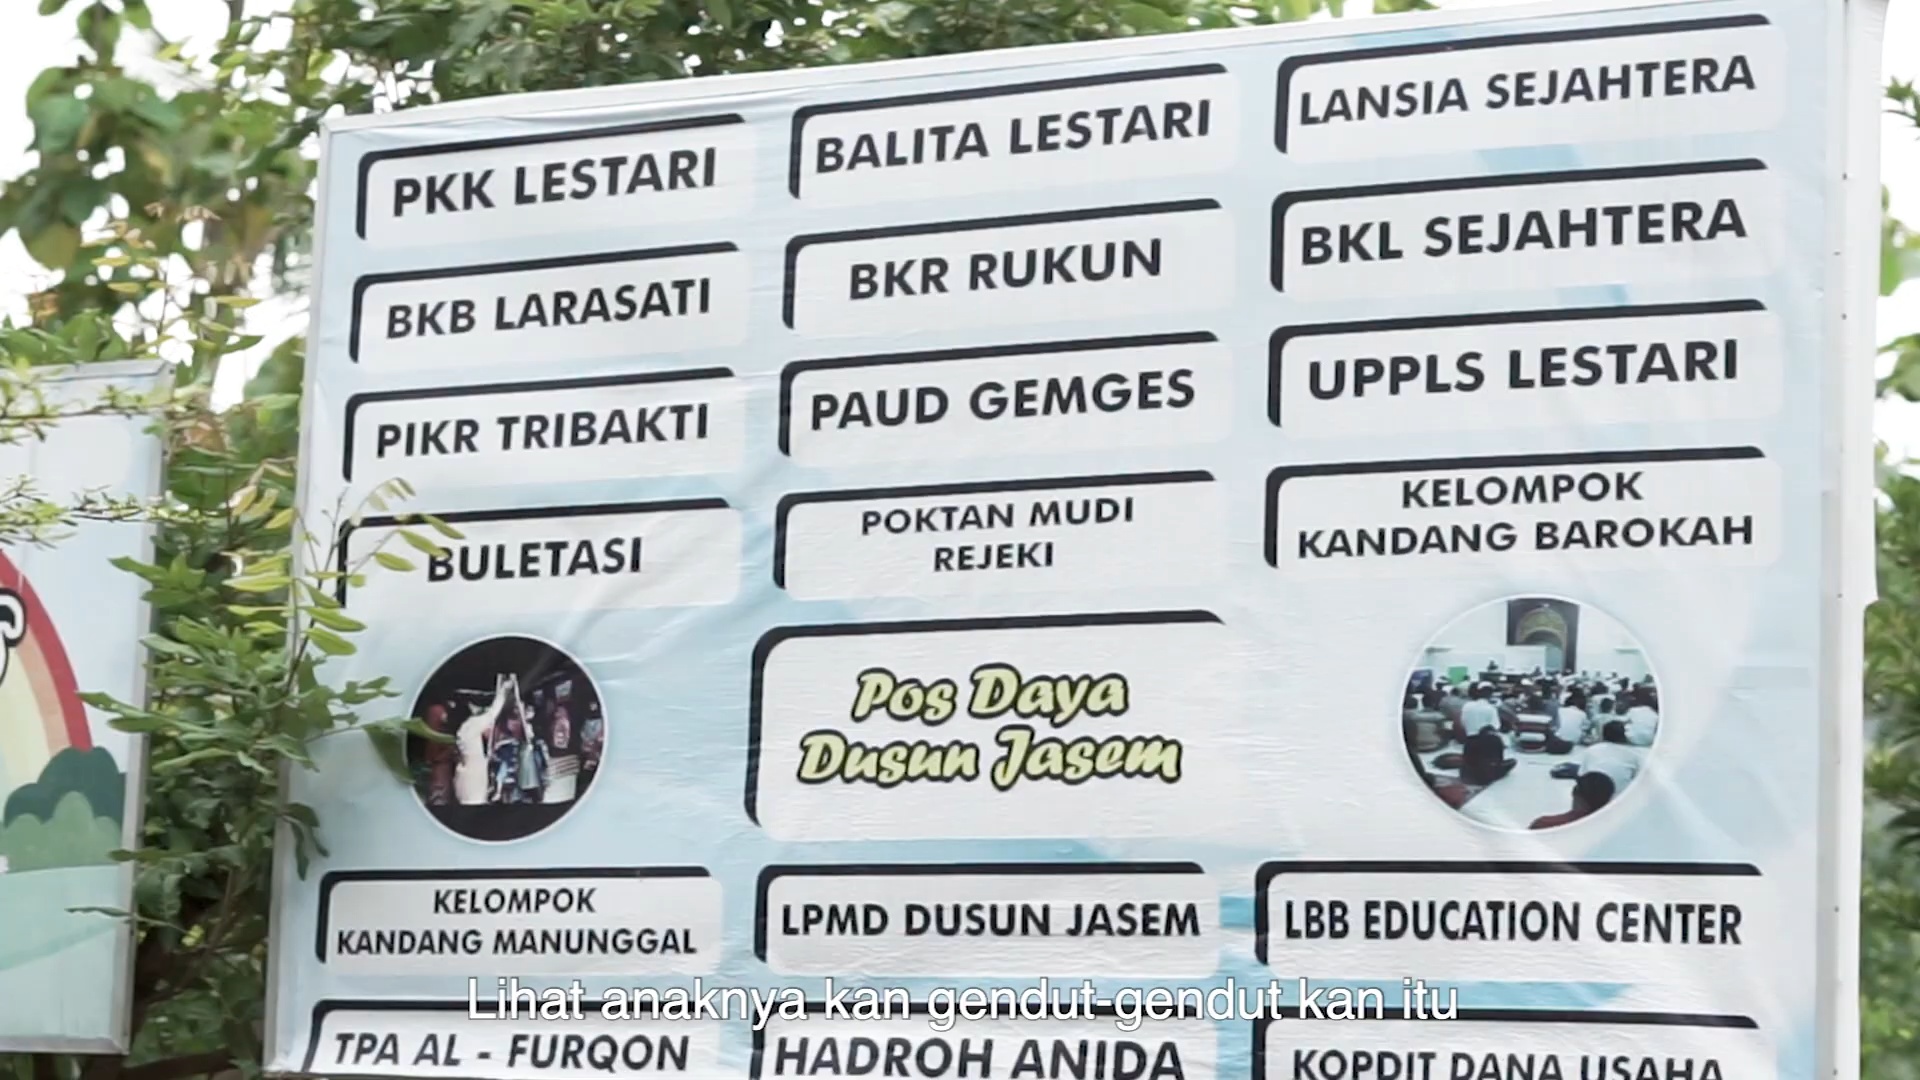 PKK LESTARI
BALITA LESTARI
LANSIA SEJAHTERA
BKB LARASATI
BKR RUKUN
BKL SEJAHTERA
PIKR TRIBAKTI
PAUD GEMGES
UPPLS LESTARI
BULETASI
POKTAN MUDI
REJEKI
KELOMPOK
KANDANG BAROKAH
Pos Daya
Dusun Jasem
KELOMPOK
KANDANG MANUNGGAL
LPMD DUSUN JASEM
LBB EDUCATION CENTER
Lihat anaknya kan gendut-gendut kan itu
TPA AL - FURQON
HADROH ANIDA
KOPDIT DANA USAHA